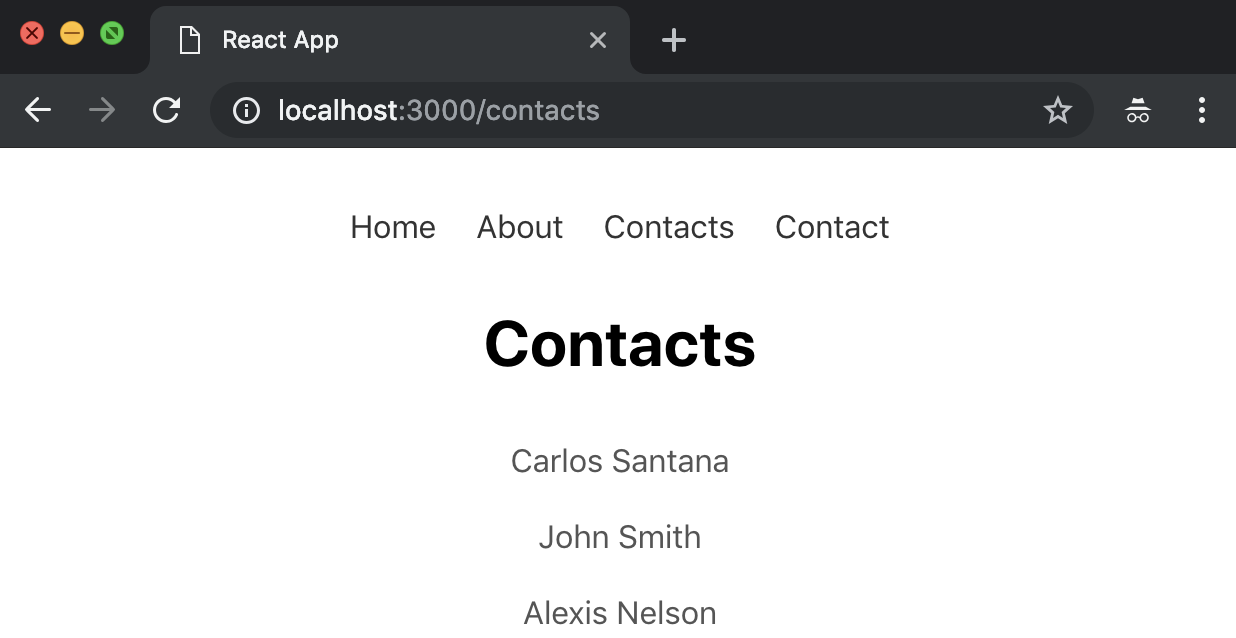 React App
localhost:3000/contacts
Home About Contacts Contact
Contacts
Carlos Santana
John Smith
Alexis Nelson